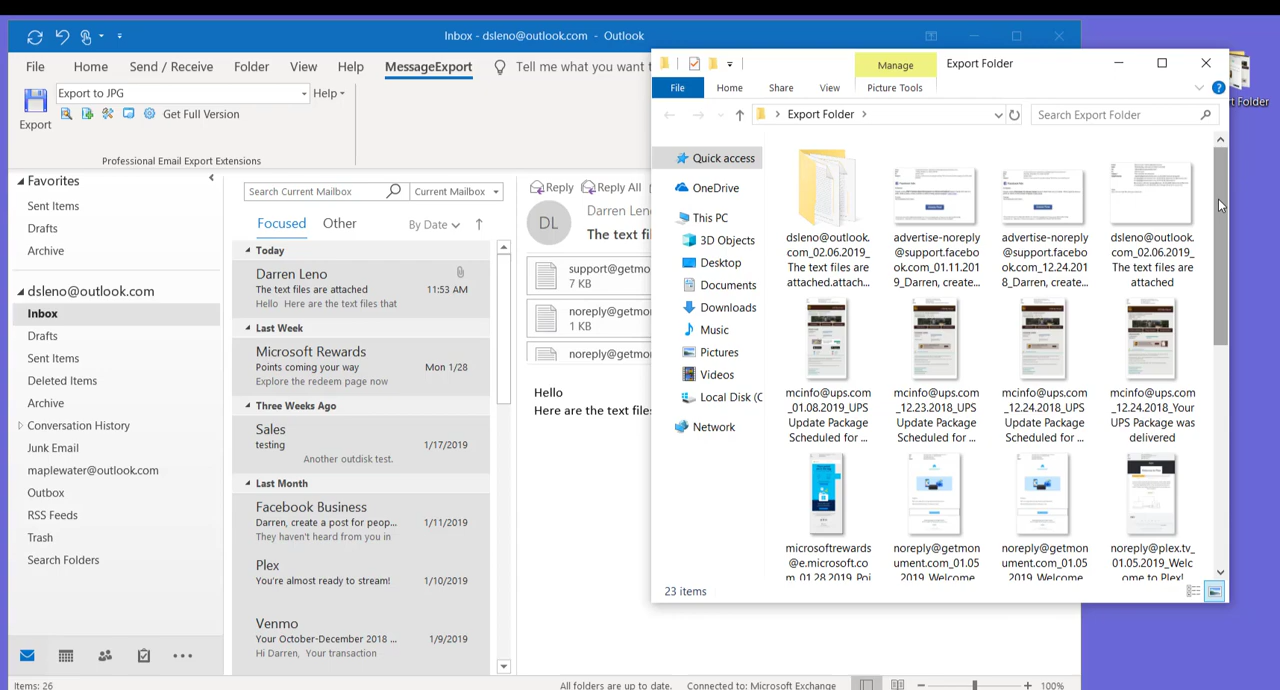 Inbox - dsleno@outlook.com - Outlook
File Home Send / Receive Folder View Help MessageExport Tell me what you want t
Export to JPG Help
Export
Get Full Version
Professional Email Export Extensions
Favorites
Sent Items
Drafts
Archive
dsleno@outlook.com
Inbox
Drafts
Sent Items
Deleted Items
Archive
Conversation History
Junk Email
maplewater@outlook.com
Outbox
RSS Feeds
Trash
Search Folders
Items: 26
Search Current Mailbox Current Mailbox
Focused Other By Date
Today
Darren Leno
The text files are attached 11:53 AM
Hello Here are the text files that
Last Week
Microsoft Rewards
Points coming your way Mon 1/28
Explore the redeem page now
Three Weeks Ago
Sales
testing 1/17/2019
Another outdisk test.
Last Month
Facebook Business
Darren, create a post for peop... 1/11/2019
They haven't heard from you in
Plex
You're almost ready to stream! 1/10/2019
Venmo
Your October-December 2018 ... 1/9/2019
Hi Darren, Your transaction
Reply Reply All
DL
Darren Leno
The text fil
support@getmo
7 KB
noreply@getmo
1 KB
noreply@getmo
Hello
Here are the text files
All folders are up to date. Connected to: Microsoft Exchange 100%
Manage Export Folder
File Home Share View Picture Tools
Export Folder Search Export Folder
Quick access
OneDrive
This PC
3D Objects
Desktop
Documents
Downloads
Music
Pictures
Videos
Local Disk (C
Network
dsleno@outlook.
com_02.06.2019_
The text files are
attached.attach...
advertise-noreply
@support.facebo
ok.com_01.11.201
9_Darren, create...
advertise-noreply
@support.facebo
ok.com_12.24.201
8_Darren, create...
dsleno@outlook.
com_02.06.2019_
The text files are
attached
mcinfo@ups.com
_01.08.2019_UPS
Update Package
Scheduled for ...
mcinfo@ups.com
_12.23.2018_UPS
Update Package
Scheduled for ...
mcinfo@ups.com
_12.24.2018_UPS
Update Package
Scheduled for ...
mcinfo@ups.com
_12.24.2018_Your
UPS Package was
delivered
microsoftrewards
@e.microsoft.co
m_01.28.2019_Poi
noreply@getmon
ument.com_01.05
.2019_Welcome
noreply@getmon
ument.com_01.05
.2019_Welcome
noreply@plex.tv_
01.05.2019_Welc
ome to Plex!
23 items
Folder